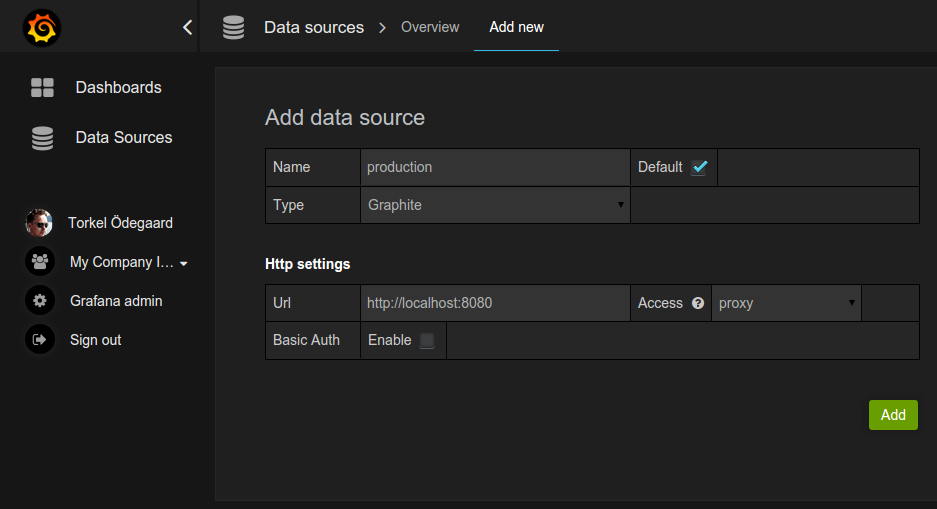 Data sources > Overview Add new
Dashboards
Data Sources
Torkel Ödegaard
My Company I...
Grafana admin
Sign out
Add data source
Name production Default
Type Graphite
Http settings
Url http://localhost:8080 Access ? proxy
Basic Auth Enable
Add